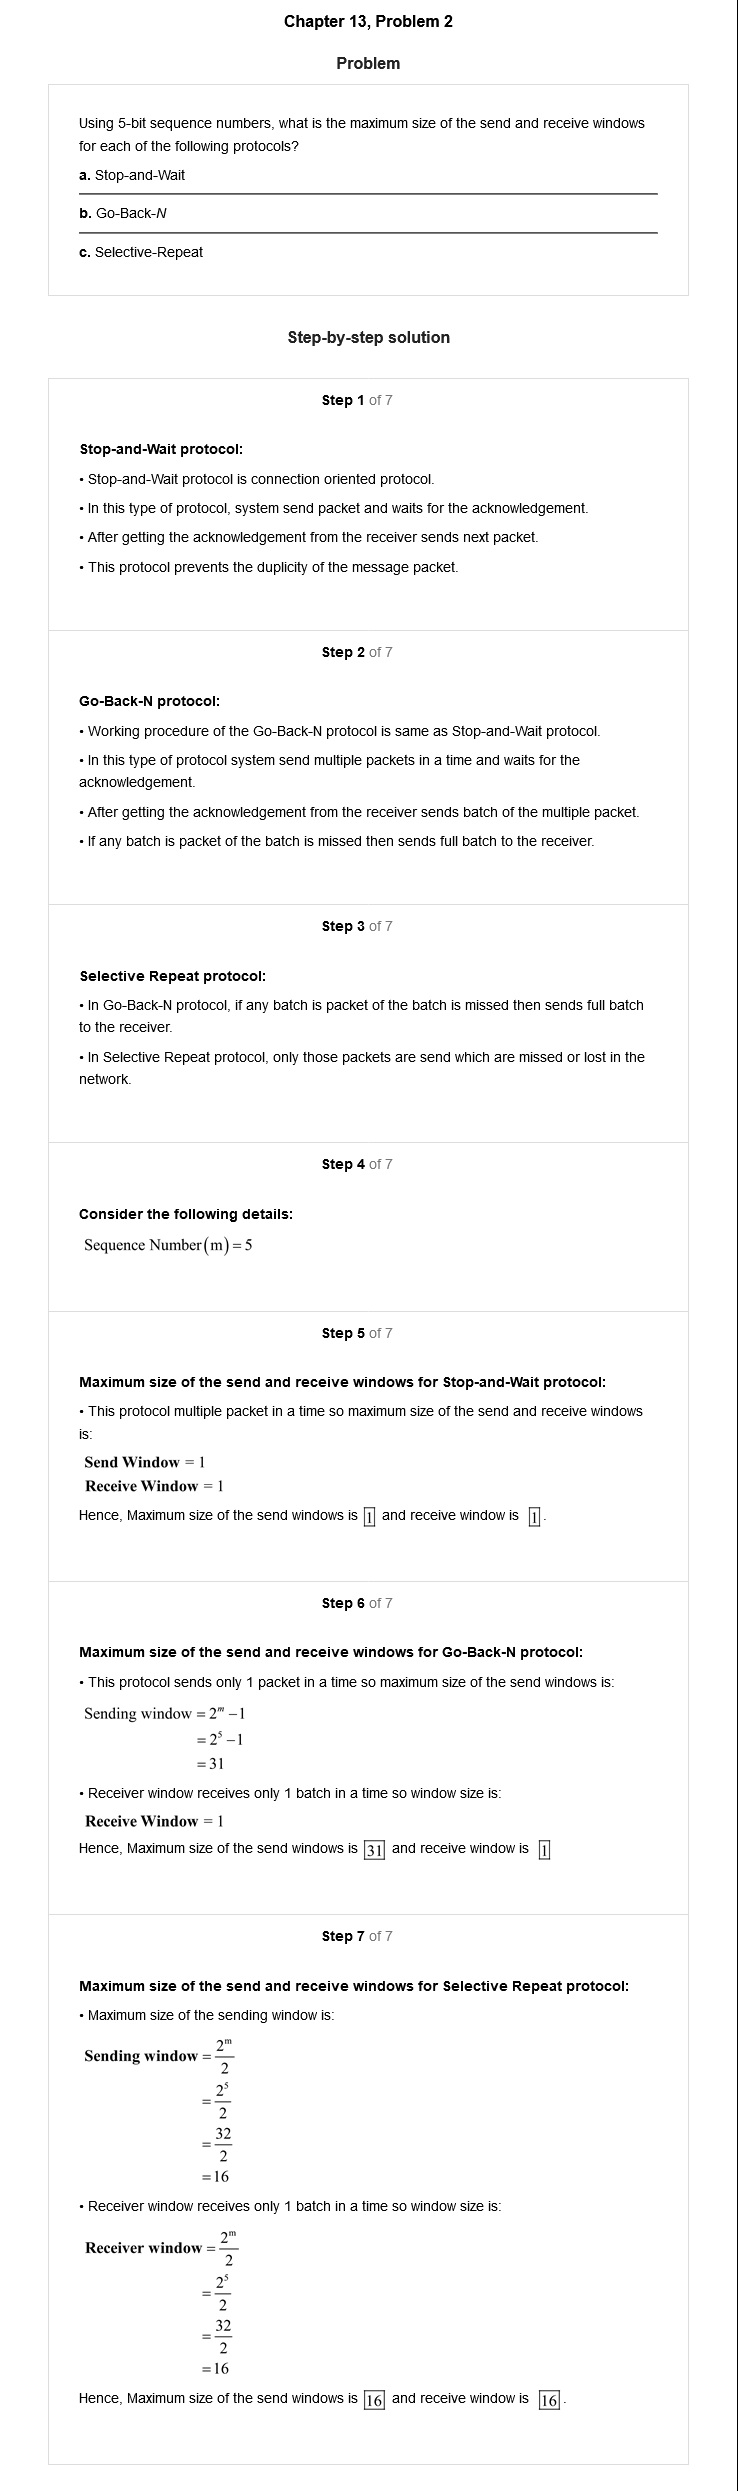 Chapter 13, Problem 2
Problem
Using 5-bit sequence numbers, what is the maximum size of the send and receive windows
for each of the following protocols?
a. Stop-and-Wait
b. Go-Back-N
c. Selective-Repeat
Step-by-step solution
Step 1 of 7
Stop-and-Wait protocol:
• Stop-and-Wait protocol is connection oriented protocol.
• In this type of protocol, system send packet and waits for the acknowledgement.
• After getting the acknowledgement from the receiver sends next packet.
• This protocol prevents the duplicity of the message packet.
Step 2 of 7
Go-Back-N protocol:
• Working procedure of the Go-Back-N protocol is same as Stop-and-Wait protocol.
• In this type of protocol system send multiple packets in a time and waits for the
acknowledgement.
• After getting the acknowledgement from the receiver sends batch of the multiple packet.
• If any batch is packet of the batch is missed then sends full batch to the receiver.
Step 3 of 7
Selective Repeat protocol:
• In Go-Back-N protocol, if any batch is packet of the batch is missed then sends full batch
to the receiver.
• In Selective Repeat protocol, only those packets are send which are missed or lost in the
network.
Step 4 of 7
Consider the following details:
Sequence Number(m) = 5
Step 5 of 7
Maximum size of the send and receive windows for Stop-and-Wait protocol:
• This protocol multiple packet in a time so maximum size of the send and receive windows
is:
Send Window = 1
Receive Window = 1
Hence, Maximum size of the send windows is 1 and receive window is 1.
Step 6 of 7
Maximum size of the send and receive windows for Go-Back-N protocol:
• This protocol sends only 1 packet in a time so maximum size of the send windows is:
Sending window = 2^m − 1
= 2^5 − 1
= 31
• Receiver window receives only 1 batch in a time so window size is:
Receive Window = 1
Hence, Maximum size of the send windows is 31 and receive window is 1
Step 7 of 7
Maximum size of the send and receive windows for Selective Repeat protocol:
• Maximum size of the sending window is:
Sending window = 2^m/2
= 2^5/2
= 32/2
= 16
• Receiver window receives only 1 batch in a time so window size is:
Receiver window = 2^m/2
= 2^5/2
= 32/2
= 16
Hence, Maximum size of the send windows is 16 and receive window is 16.